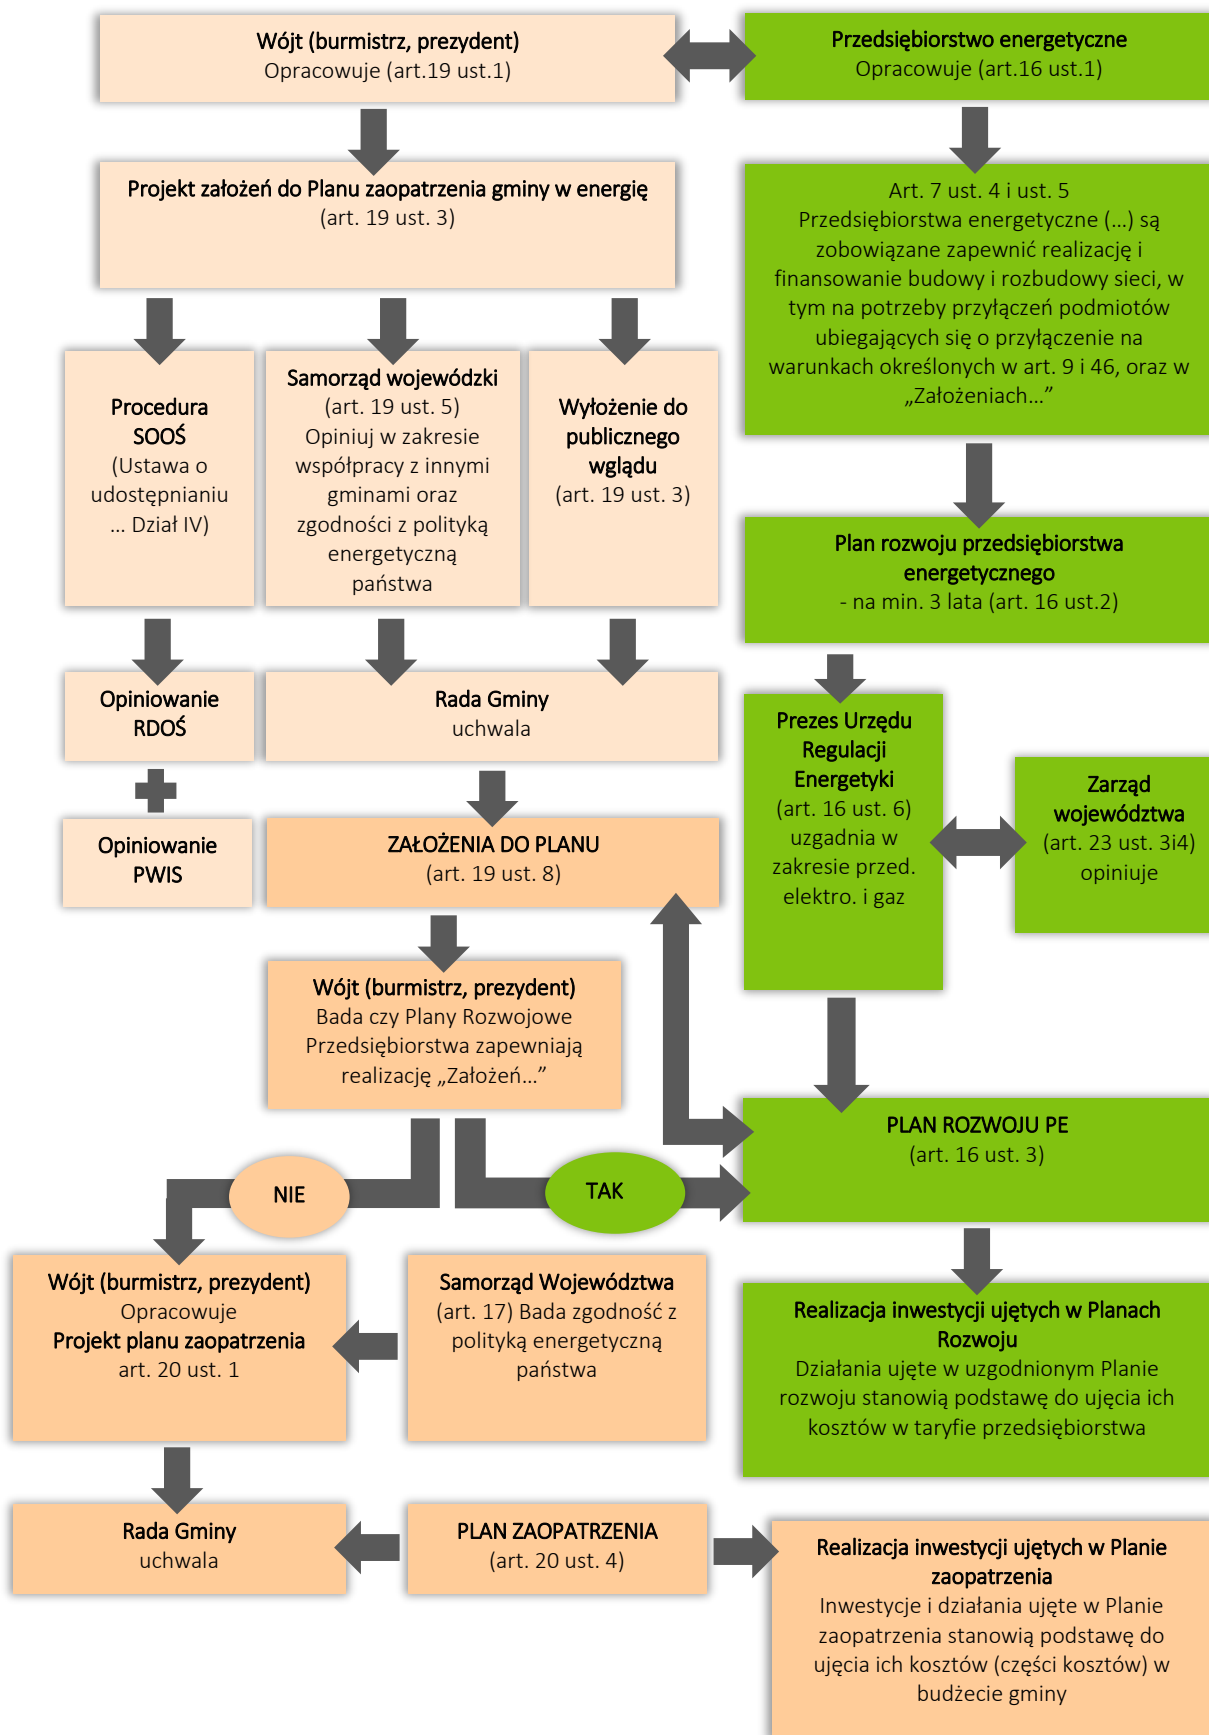 Wójt (burmistrz, prezydent)
Opracowuje (art.19 ust.1)
Przedsiębiorstwo energetyczne
Opracowuje (art.16 ust.1)
Projekt założeń do Planu zaopatrzenia gminy w energię
(art. 19 ust. 3)
Art. 7 ust. 4 i ust. 5
Przedsiębiorstwa energetyczne (...) są
zobowiązane zapewnić realizację i
finansowanie budowy i rozbudowy sieci, w
tym na potrzeby przyłączeń podmiotów
ubiegających się o przyłączenie na
warunkach określonych w art. 9 i 46, oraz w
„Założeniach...”
Procedura
SOOŚ
(Ustawa o
udostępnianiu
... Dział IV)
Samorząd wojewódzki
(art. 19 ust. 5)
Opiniuj w zakresie
współpracy z innymi
gminami oraz
zgodności z polityką
energetyczną
państwa
Wyłożenie do
publicznego
wglądu
(art. 19 ust. 3)
Plan rozwoju przedsiębiorstwa
energetycznego
- na min. 3 lata (art. 16 ust.2)
Opiniowanie
RDOŚ
Rada Gminy
uchwala
Prezes Urzędu
Regulacji
Energetyki
(art. 16 ust. 6)
uzgadnia w
zakresie przed.
elektro. i gaz
Zarząd
województwa
(art. 23 ust. 3i4)
opiniuje
Opiniowanie
PWIS
ZAŁOŻENIA DO PLANU
(art. 19 ust. 8)
Wójt (burmistrz, prezydent)
Bada czy Plany Rozwojowe
Przedsiębiorstwa zapewniają
realizację „Założeń...”
PLAN ROZWOJU PE
(art. 16 ust. 3)
NIE
TAK
Wójt (burmistrz, prezydent)
Opracowuje
Projekt planu zaopatrzenia
art. 20 ust. 1
Samorząd Województwa
(art. 17) Bada zgodność z
polityką energetyczną
państwa
Realizacja inwestycji ujętych w Planach
Rozwoju
Działania ujęte w uzgodnionym Planie
rozwoju stanowią podstawę do ujęcia ich
kosztów w taryfie przedsiębiorstwa
Rada Gminy
uchwala
PLAN ZAOPATRZENIA
(art. 20 ust. 4)
Realizacja inwestycji ujętych w Planie
zaopatrzenia
Inwestycje i działania ujęte w Planie
zaopatrzenia stanowią podstawę do
ujęcia ich kosztów (części kosztów) w
budżecie gminy